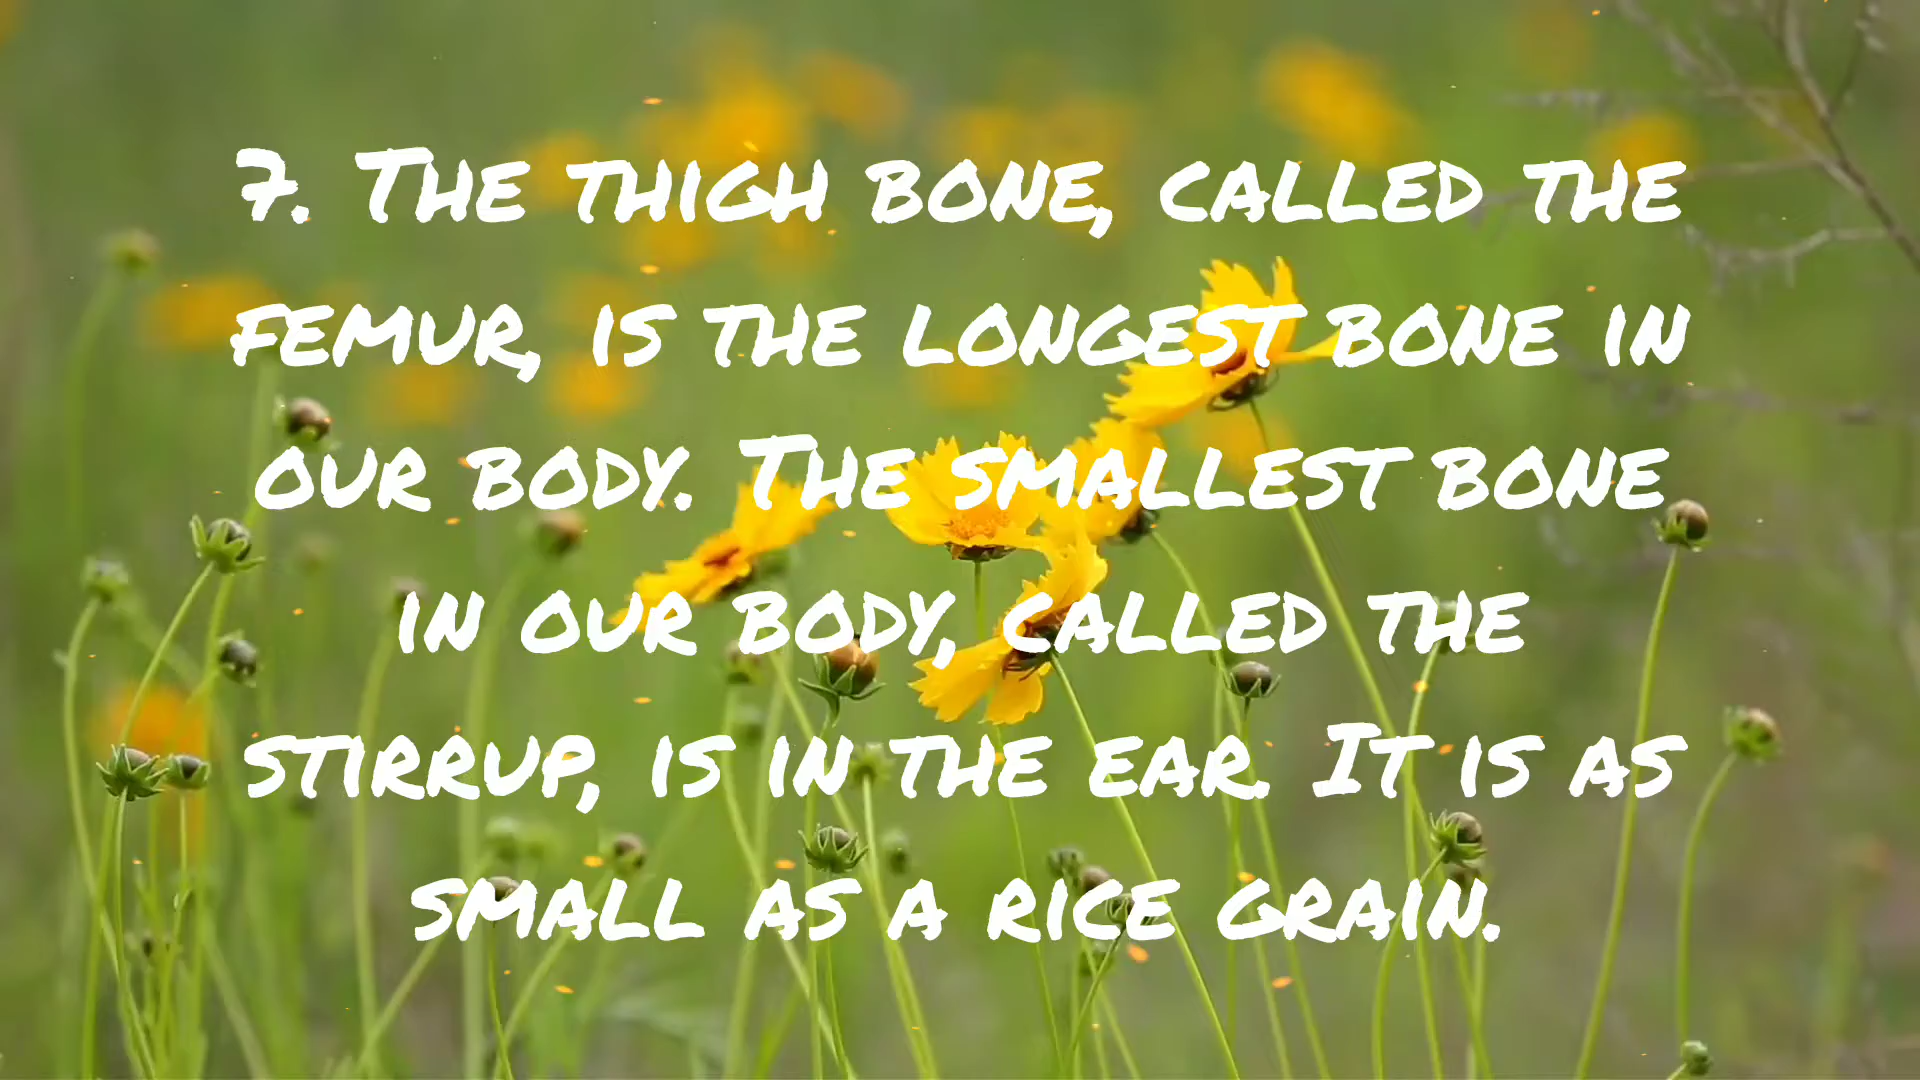 7. The thigh bone, called the
femur, is the longest bone in
our body. The smallest bone
in our body, called the
stirrup, is in the ear. It is as
small as a rice grain.